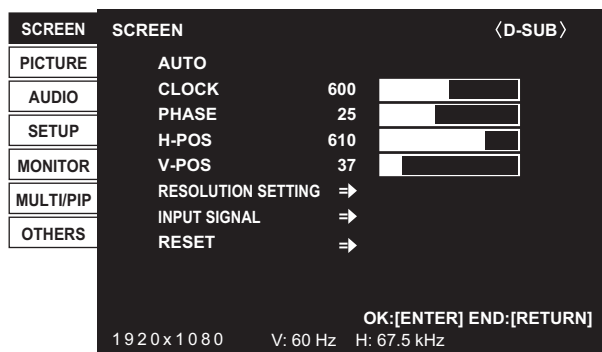 SCREEN
PICTURE
AUDIO
SETUP
MONITOR
MULTI/PIP
OTHERS
SCREEN 〈D-SUB〉
AUTO
CLOCK 600
PHASE 25
H-POS 610
V-POS 37
RESOLUTION SETTING
INPUT SIGNAL
RESET
OK:[ENTER] END:[RETURN]
1920x1080 V: 60 Hz H: 67.5 kHz